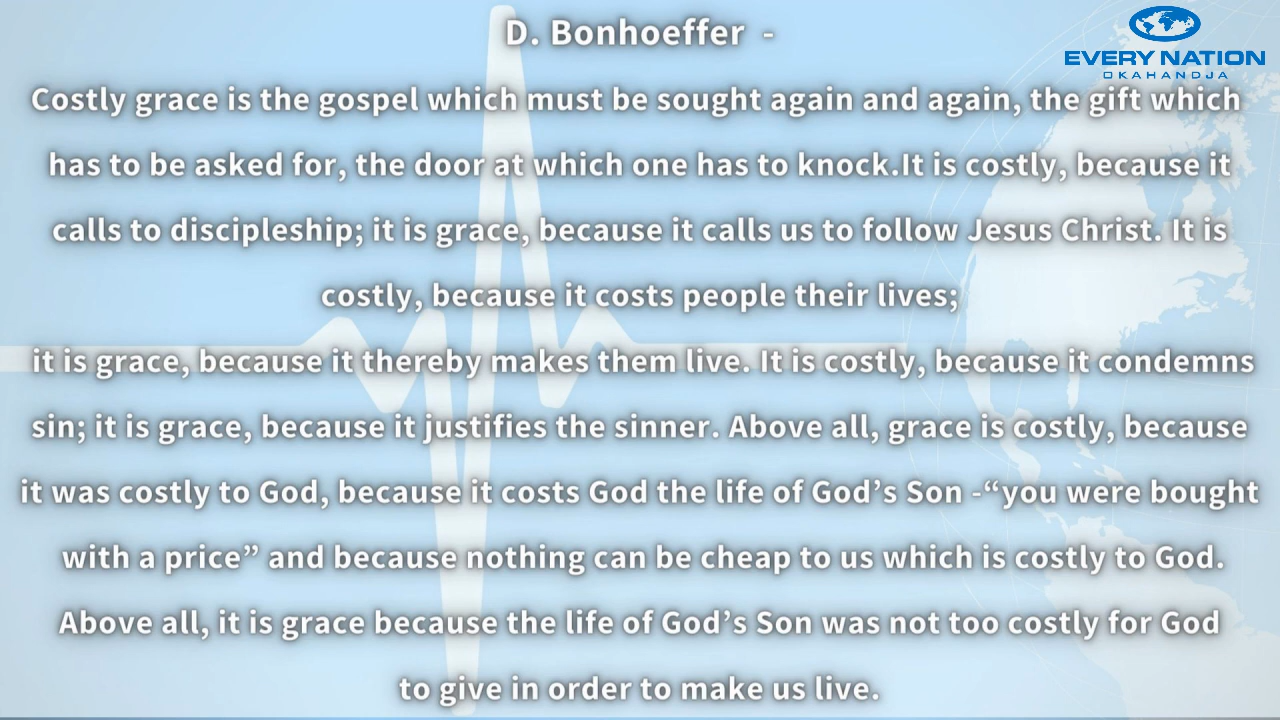 D. Bonhoeffer -
EVERY NATION
OKAHANDJA
Costly grace is the gospel which must be sought again and again, the gift which
has to be asked for, the door at which one has to knock.It is costly, because it
calls to discipleship; it is grace, because it calls us to follow Jesus Christ. It is
costly, because it costs people their lives;
it is grace, because it thereby makes them live. It is costly, because it condemns
sin; it is grace, because it justifies the sinner. Above all, grace is costly, because
it was costly to God, because it costs God the life of God’s Son -“you were bought
with a price” and because nothing can be cheap to us which is costly to God.
Above all, it is grace because the life of God’s Son was not too costly for God
to give in order to make us live.